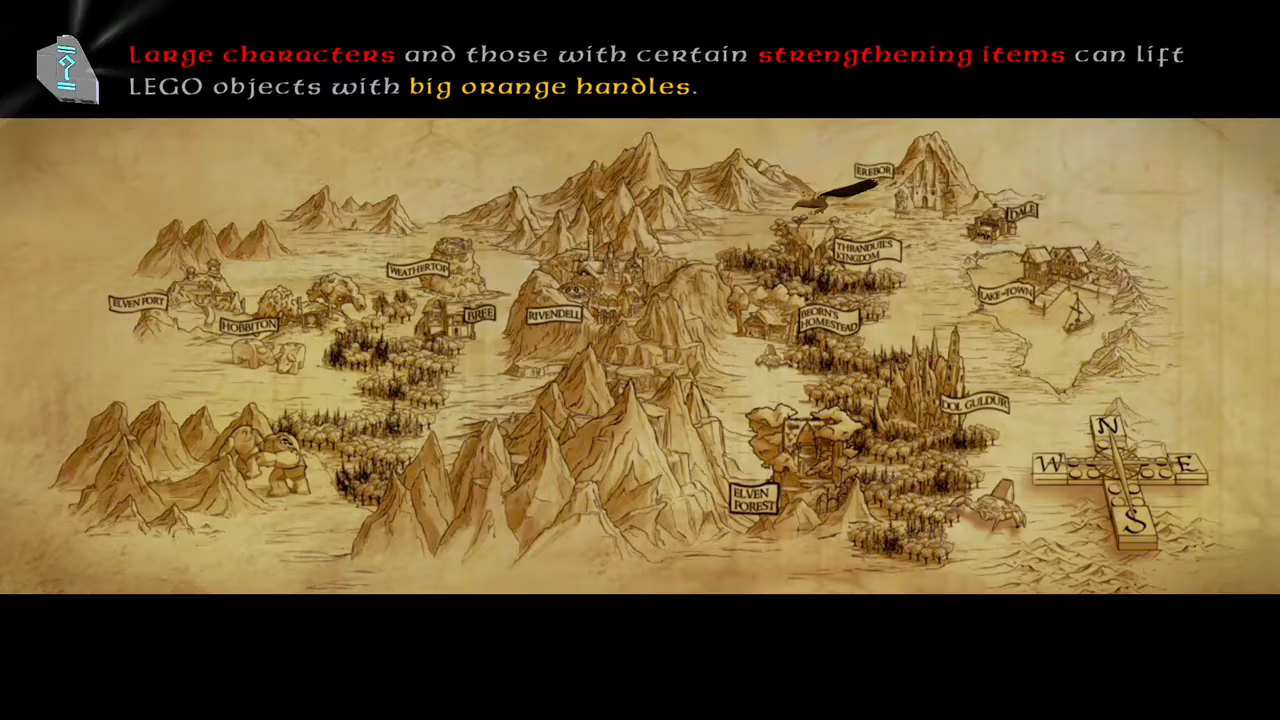 Large characters and those with certain strengthening items can lift
LEGO objects with big orange handles.
EREBOR
DALE
THRANDUIL'S
KINGDOM
WEATHERTOP
ELVEN FORT
HOBBITON
BREE
RIVENDELL
BEORN'S
HOMESTEAD
LAKE-TOWN
DOL GULDUR
ELVEN
FOREST
N
W
E
S